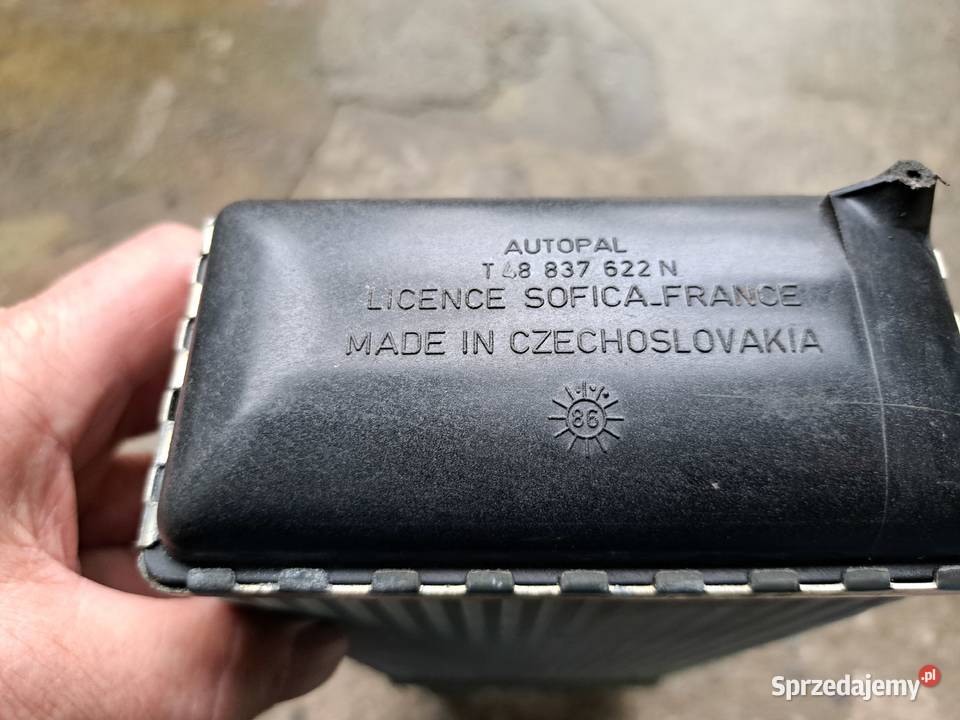 AUTOPAL
T 48 837 622 N
LICENCE SOFICA-FRANCE
MADE IN CZECHOSLOVAKIA
86
Sprzedajemy.pl